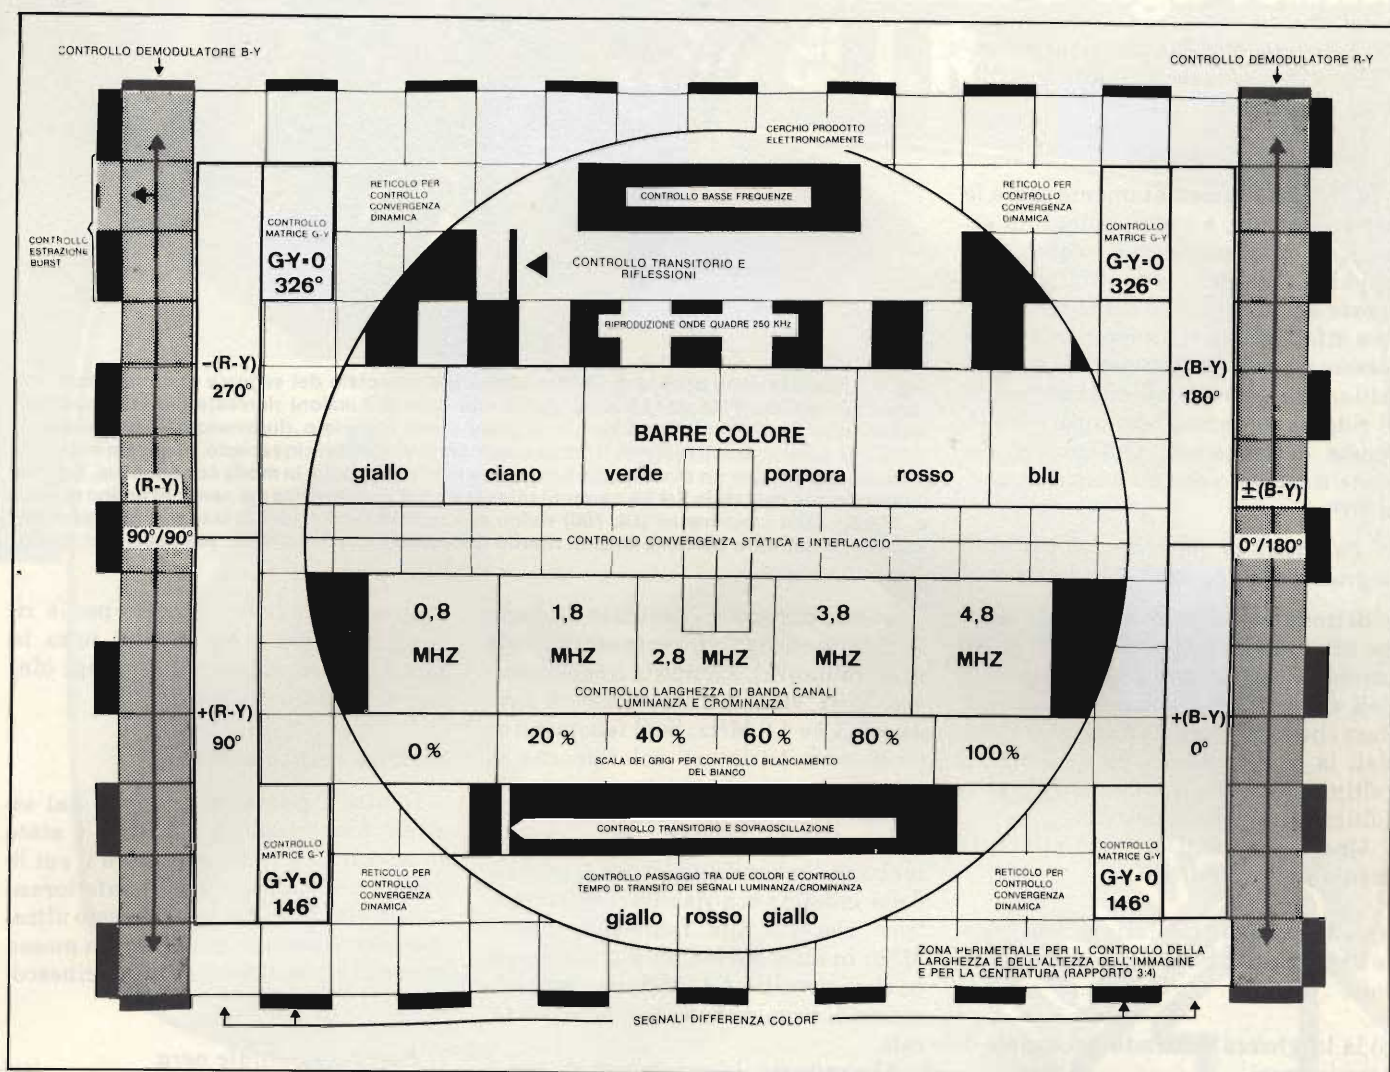 CONTROLLO DEMODULATORE B-Y
CONTROLLO DEMODULATORE R-Y
CERCHIO PRODOTTO
ELETTRONICAMENTE
RETICOLO PER
CONTROLLO
CONVERGENZA
DINAMICA
CONTROLLO BASSE FREQUENZE
RETICOLO PER
CONTROLLO
CONVERGENZA
DINAMICA
CONTROLLO
ESTRAZIONE
BURST
CONTROLLO
MATRICE G-Y
G-Y=0
326°
CONTROLLO TRANSITORIO E
RIFLESSIONI
CONTROLLO
MATRICE G-Y
G-Y=0
326°
RIPRODUZIONE ONDE QUADRE 250 KHz
-(R-Y)
270°
-(B-Y)
180°
BARRE COLORE
giallo ciano verde porpora rosso blu
(R-Y)
90°/90°
±(B-Y)
0°/180°
CONTROLLO CONVERGENZA STATICA E INTERLACCIO
0,8 MHZ
1,8 MHZ
2,8 MHZ
3,8 MHZ
4,8 MHZ
CONTROLLO LARGHEZZA DI BANDA CANALI
LUMINANZA E CROMINANZA
+(R-Y)
90°
+(B-Y)
0°
0% 20% 40% 60% 80% 100%
SCALA DEI GRIGI PER CONTROLLO BILANCIAMENTO
DEL BIANCO
CONTROLLO TRANSITORIO E SOVRAOSCILLAZIONE
CONTROLLO
MATRICE G-Y
G-Y=0
146°
RETICOLO PER
CONTROLLO
CONVERGENZA
DINAMICA
CONTROLLO PASSAGGIO TRA DUE COLORI E CONTROLLO
TEMPO DI TRANSITO DEI SEGNALI LUMINANZA/CROMINANZA
giallo rosso giallo
RETICOLO PER
CONTROLLO
CONVERGENZA
DINAMICA
CONTROLLO
MATRICE G-Y
G-Y=0
146°
ZONA PERIMETRALE PER IL CONTROLLO DELLA
LARGHEZZA E DELL'ALTEZZA DELL'IMMAGINE
E PER LA CENTRATURA (RAPPORTO 3:4)
SEGNALI DIFFERENZA COLORE